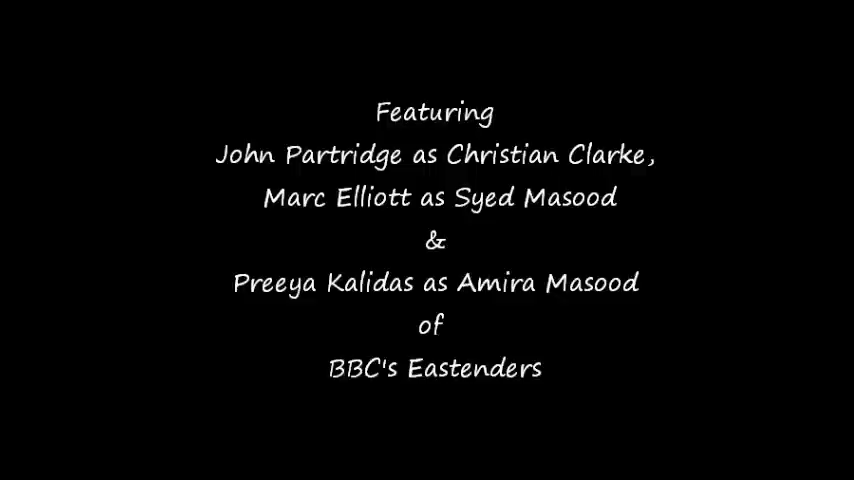 Featuring
John Partridge as Christian Clarke,
Marc Elliott as Syed Masood
&
Preeya Kalidas as Amira Masood
of
BBC's Eastenders